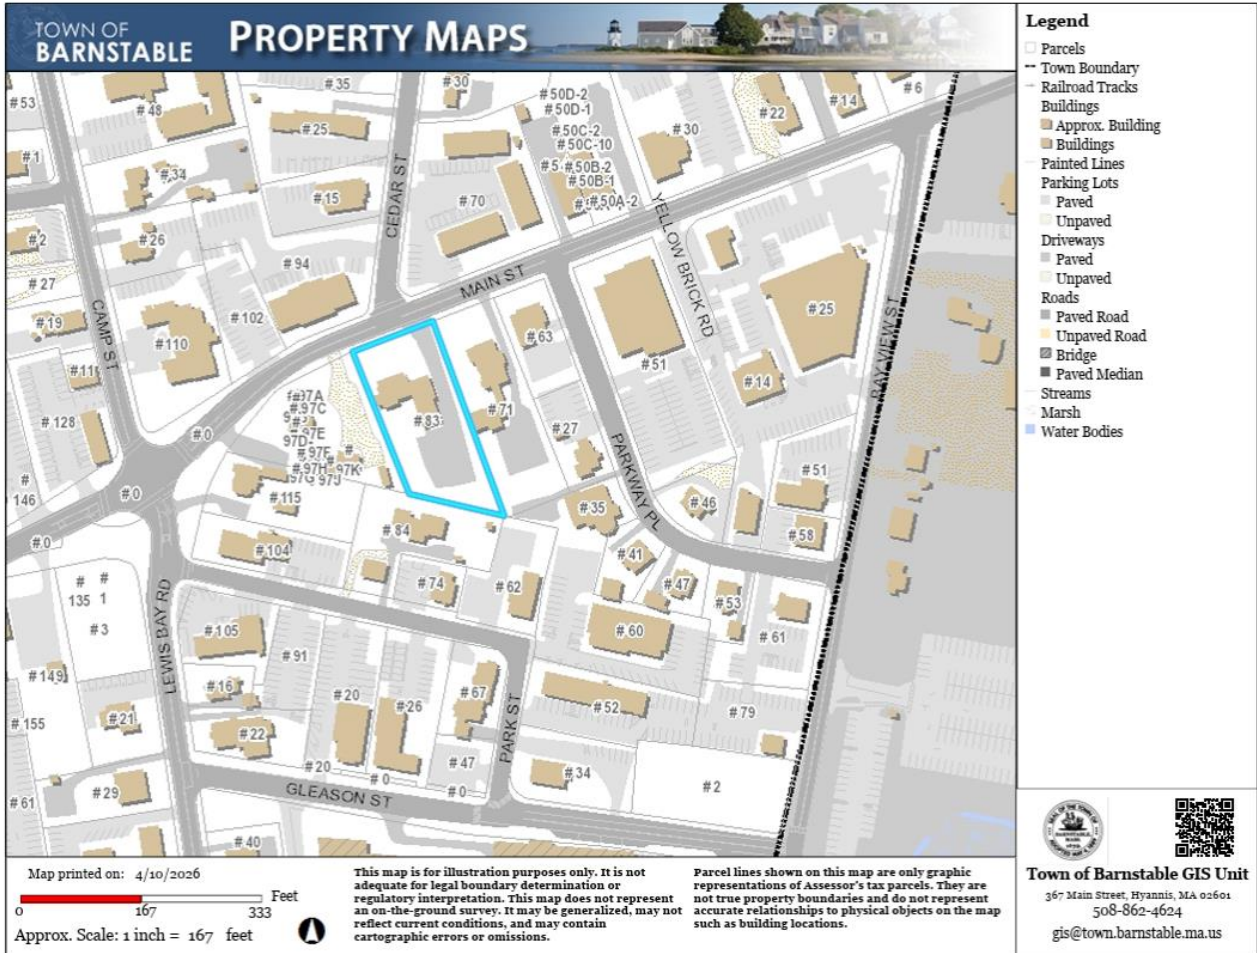 TOWN OF
BARNSTABLE
PROPERTY MAPS
Legend
Parcels
Town Boundary
Railroad Tracks
Buildings
Approx. Building
Buildings
Painted Lines
Parking Lots
Paved
Unpaved
Driveways
Paved
Unpaved
Roads
Paved Road
Unpaved Road
Bridge
Paved Median
Streams
Marsh
Water Bodies
#53
#48
#35
#30
#50D-2
#50D-1
#22
#14
#6
#25
#50C-2
#50C-10
#30
#1
#34
#50B-2
#50B-1
#15
#70
#50A-2
CEDAR ST
YELLOW BRICK RD
#2
#26
#94
MAIN ST
#27
CAMP ST
#102
#19
#110
#63
#51
#25
BAY VIEW ST
#11
#14
#97A
#97C
#83
#71
#128
#0
97E
97D
#97F
#27
PARKWAY PL
#97H
#97K
97G
97J
#51
#
146
#0
#115
#46
#35
#0
#84
#58
#104
#41
#
#
135
1
#74
#62
#47
#53
LEWIS BAY RD
#3
#105
#60
#61
#91
#149
#16
#20
#26
#67
PARK ST
#52
#79
#155
#21
#22
#20
#0
#47
#34
#2
#61
#29
GLEASON ST
#0
#40
Map printed on: 4/10/2026
Feet
0
167
333
Approx. Scale: 1 inch = 167 feet
This map is for illustration purposes only. It is not
adequate for legal boundary determination or
regulatory interpretation. This map does not represent
an on-the-ground survey. It may be generalized, may not
reflect current conditions, and may contain
cartographic errors or omissions.
Parcel lines shown on this map are only graphic
representations of Assessor's tax parcels. They are
not true property boundaries and do not represent
accurate relationships to physical objects on the map
such as building locations.
Town of Barnstable GIS Unit
367 Main Street, Hyannis, MA 02601
508-862-4624
gis@town.barnstable.ma.us